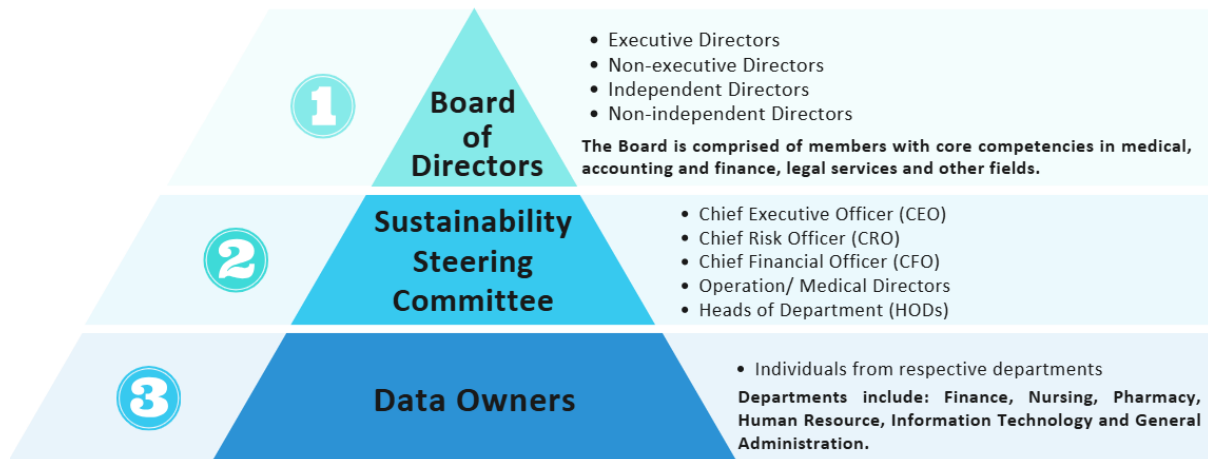 1
Board
of
Directors
• Executive Directors
• Non-executive Directors
• Independent Directors
• Non-independent Directors
The Board is comprised of members with core competencies in medical,
accounting and finance, legal services and other fields.
2
Sustainability
Steering
Committee
• Chief Executive Officer (CEO)
• Chief Risk Officer (CRO)
• Chief Financial Officer (CFO)
• Operation/ Medical Directors
• Heads of Department (HODs)
3
Data Owners
• Individuals from respective departments
Departments include: Finance, Nursing, Pharmacy,
Human Resource, Information Technology and General
Administration.